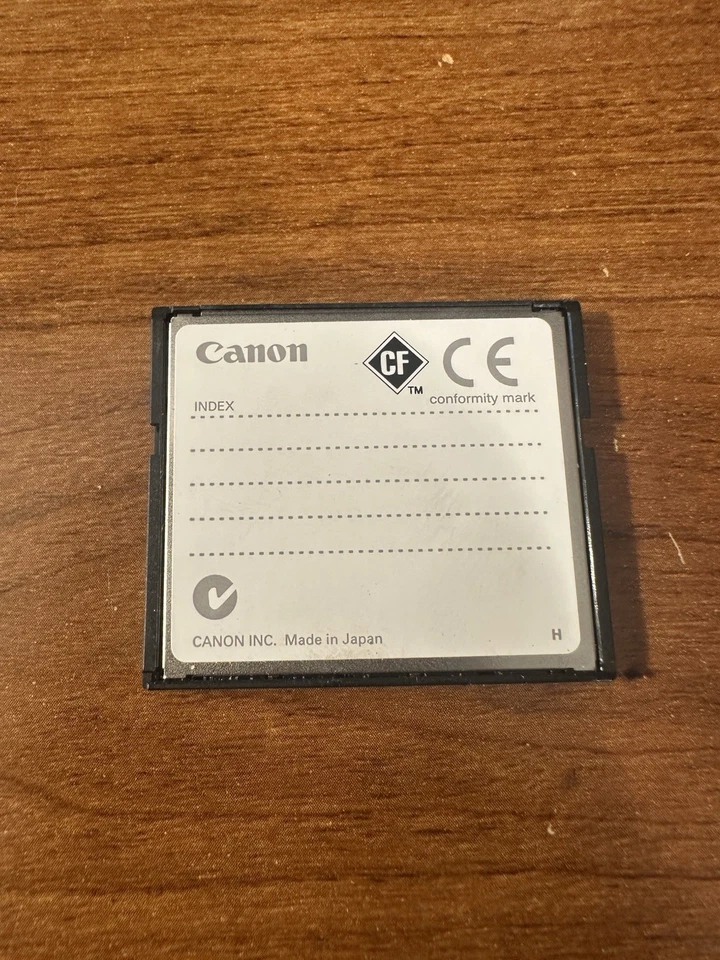 Canon CF TM CE
conformity mark
INDEX
CANON INC. Made in Japan H